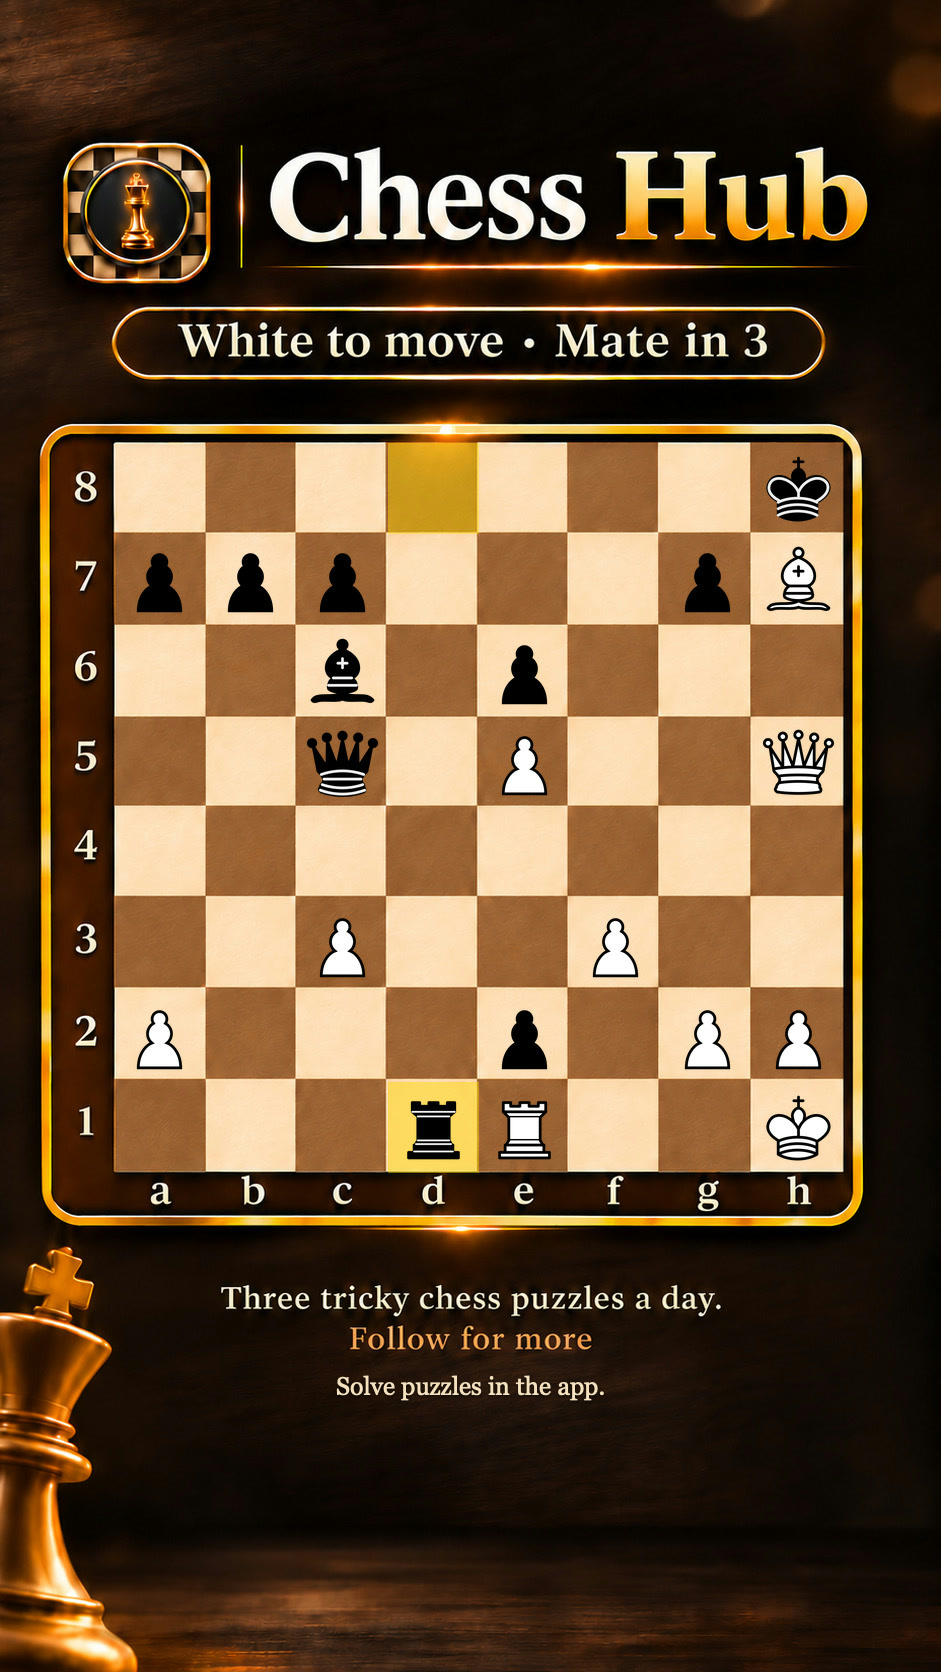 Chess Hub
White to move • Mate in 3
8
7
6
5
4
3
2
1
a b c d e f g h
Three tricky chess puzzles a day.
Follow for more
Solve puzzles in the app.